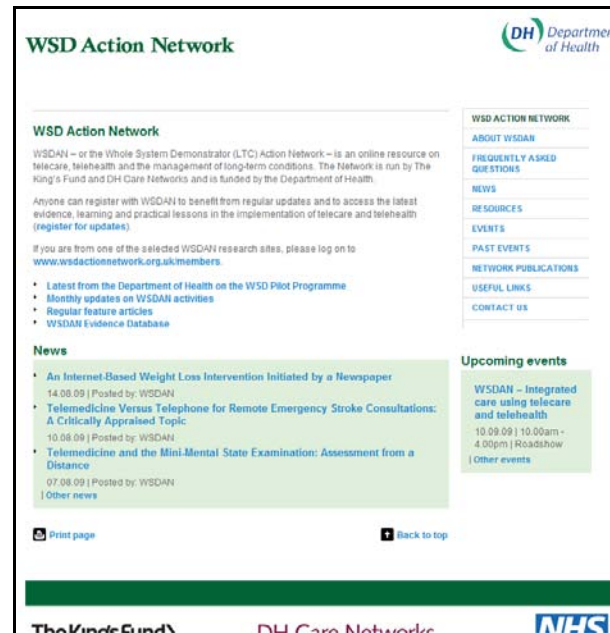 WSD Action Network
DH Departmen
of Health
WSD Action Network
WSDAN – or the Whole System Demonstrator (LTC) Action Network – is an online resource on
telecare, telehealth and the management of long-term conditions. The Network is run by The
King's Fund and DH Care Networks and is funded by the Department of Health.
Anyone can register with WSDAN to benefit from regular updates and to access the latest
evidence, learning and practical lessons in the implementation of telecare and telehealth
(register for updates).
If you are from one of the selected WSDAN research sites, please log on to
www.wsdactionnetwork.org.uk/members.
Latest from the Department of Health on the WSD Pilot Programme
Monthly updates on WSDAN activities
Regular feature articles
WSDAN Evidence Database
News
An Internet-Based Weight Loss Intervention Initiated by a Newspaper
14.08.09 | Posted by: WSDAN
Telemedicine Versus Telephone for Remote Emergency Stroke Consultations:
A Critically Appraised Topic
10.08.09 | Posted by: WSDAN
Telemedicine and the Mini-Mental State Examination: Assessment from a
Distance
07.08.09 | Posted by: WSDAN
| Other news
Print page
Back to top
WSD ACTION NETWORK
ABOUT WSDAN
FREQUENTLY ASKED
QUESTIONS
NEWS
RESOURCES
EVENTS
PAST EVENTS
NETWORK PUBLICATIONS
USEFUL LINKS
CONTACT US
Upcoming events
WSDAN – Integrated
care using telecare
and telehealth
10.09.09 | 10.00am -
4.00pm | Roadshow
| Other events
The King's Fund
DH Care Networks
NHS